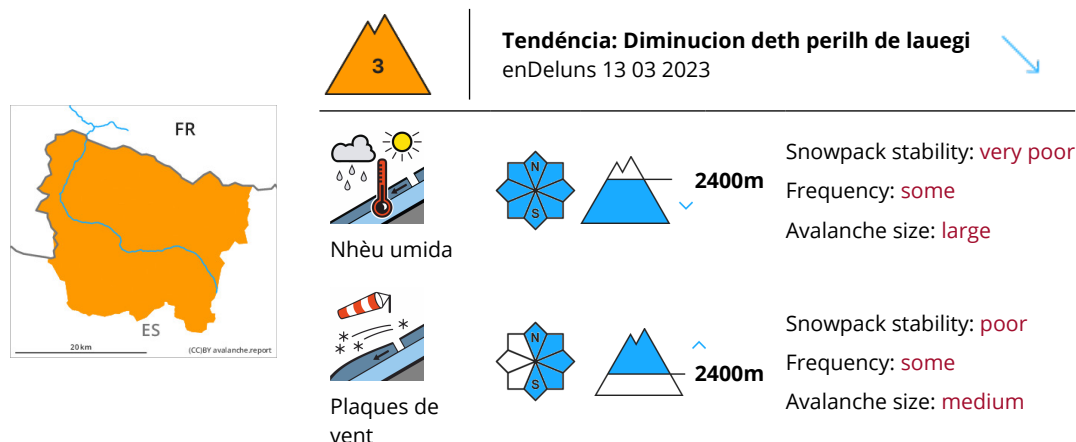 3
Tendéncia: Diminucion deth perilh de lauegi
enDeluns 13 03 2023
FR
ES
20 km
(CC)BY avalanche.report
N
S
2400m
Nhèu umida
Snowpack stability: very poor
Frequency: some
Avalanche size: large
N
S
2400m
Plaques de
vent
Snowpack stability: poor
Frequency: some
Avalanche size: medium